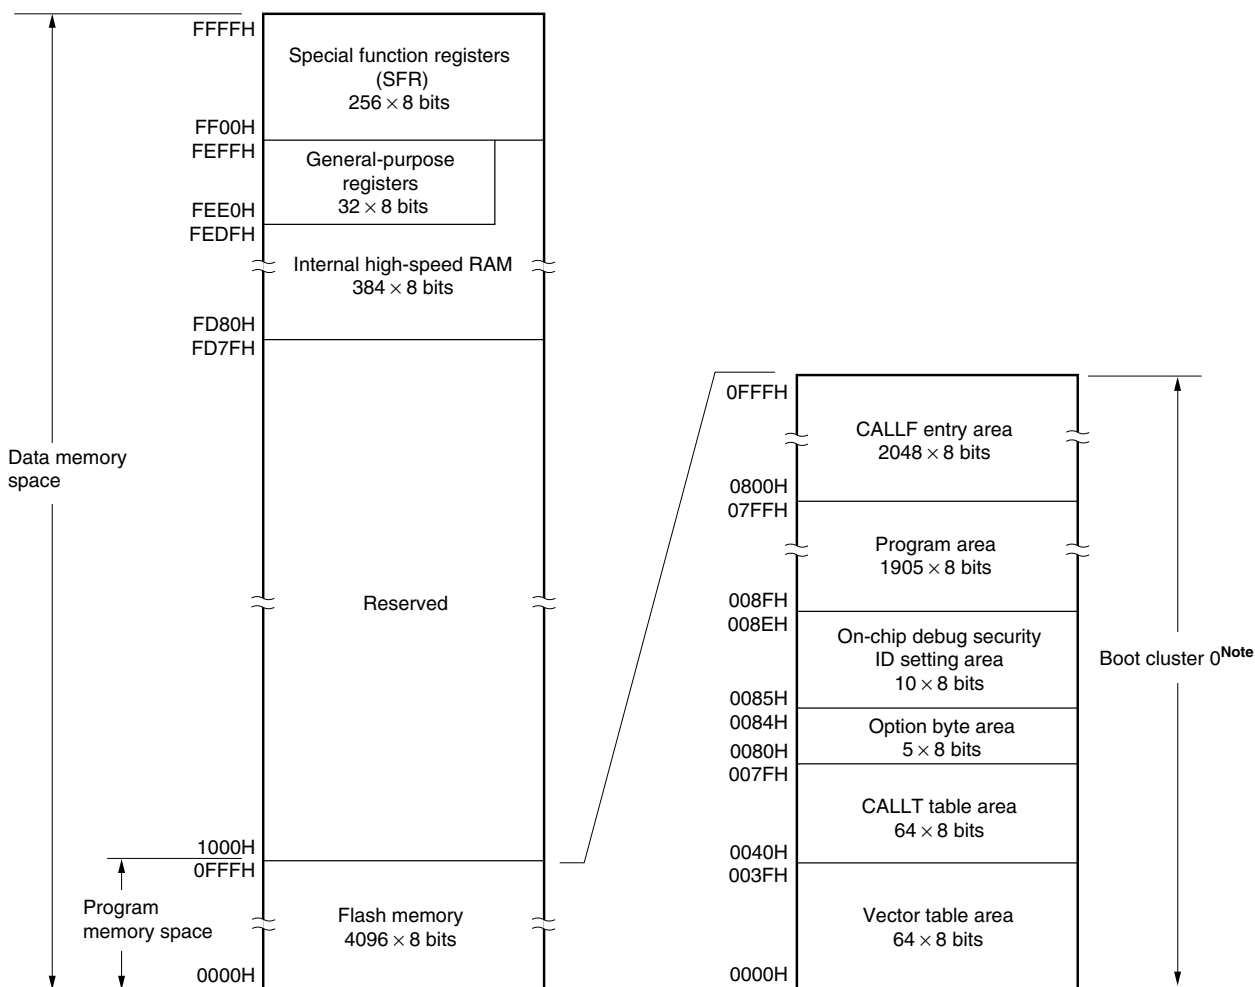 FFFFH
Special function registers
(SFR)
256 × 8 bits
FF00H
FEFFH
General-purpose
registers
32 × 8 bits
FEE0H
FEDFH
Internal high-speed RAM
384 × 8 bits
FD80H
FD7FH
Data memory
space
Reserved
1000H
0FFFH
Program
memory space
Flash memory
4096 × 8 bits
0000H
0FFFH
CALLF entry area
2048 × 8 bits
0800H
07FFH
Program area
1905 × 8 bits
008FH
008EH
On-chip debug security
ID setting area
10 × 8 bits
0085H
0084H
Option byte area
5 × 8 bits
0080H
007FH
CALLT table area
64 × 8 bits
0040H
003FH
Vector table area
64 × 8 bits
0000H
Boot cluster 0Note